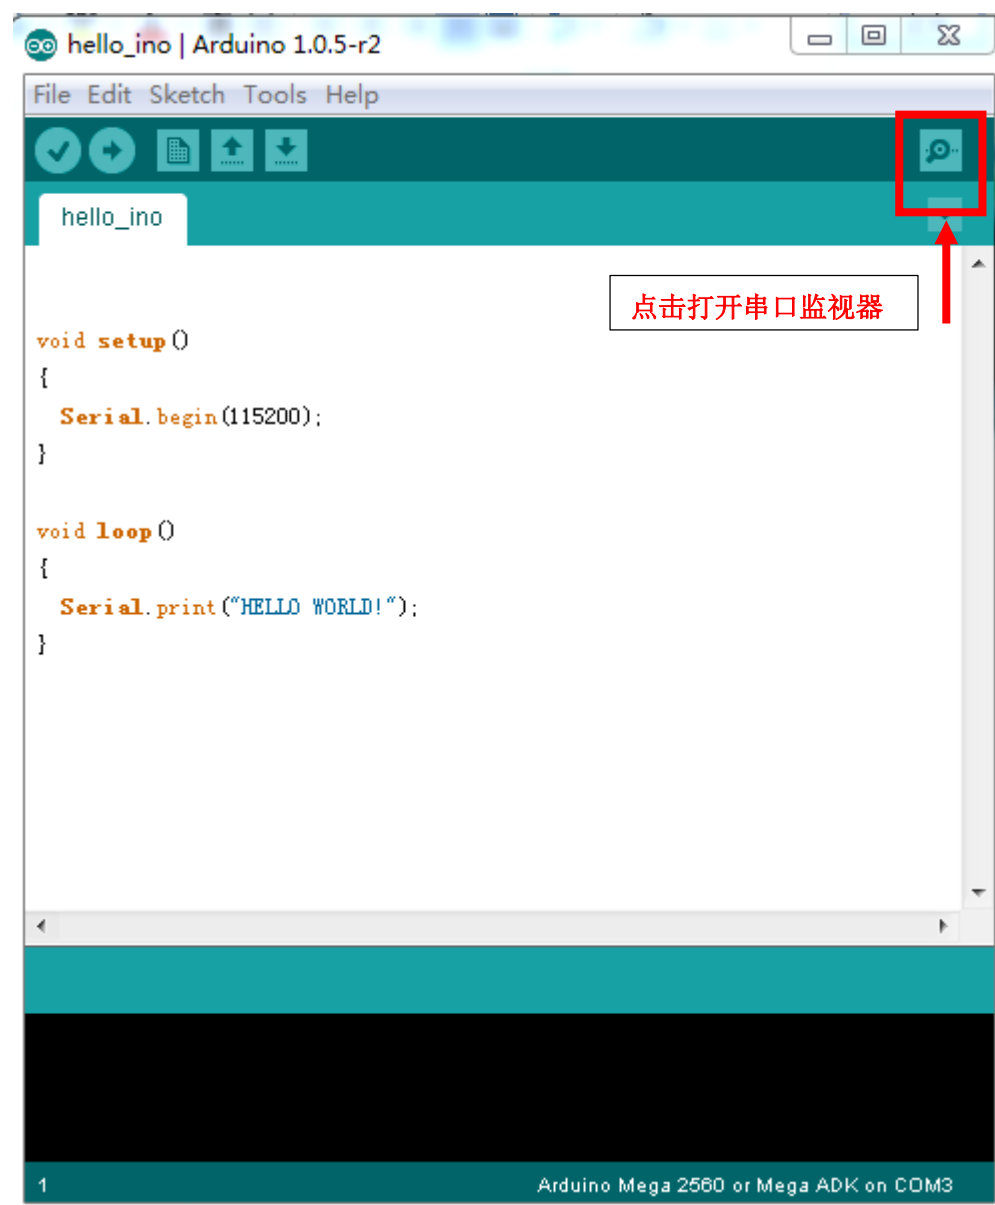 hello_ino | Arduino 1.0.5-r2
File Edit Sketch Tools Help
hello_ino
点击打开串口监视器
void setup()
{
  Serial.begin(115200);
}
void loop()
{
  Serial.print("HELLO WORLD!");
}
1
Arduino Mega 2560 or Mega ADK on COM3